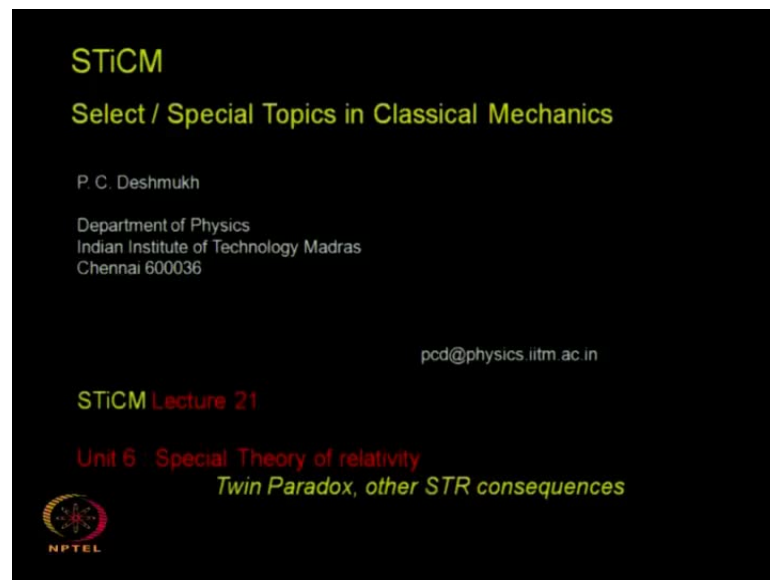 STiCM
Select / Special Topics in Classical Mechanics
P. C. Deshmukh
Department of Physics
Indian Institute of Technology Madras
Chennai 600036
pcd@physics.iitm.ac.in
STiCM Lecture 21
Unit 6 Special Theory of relativity
Twin Paradox, other STR consequences
NPTEL